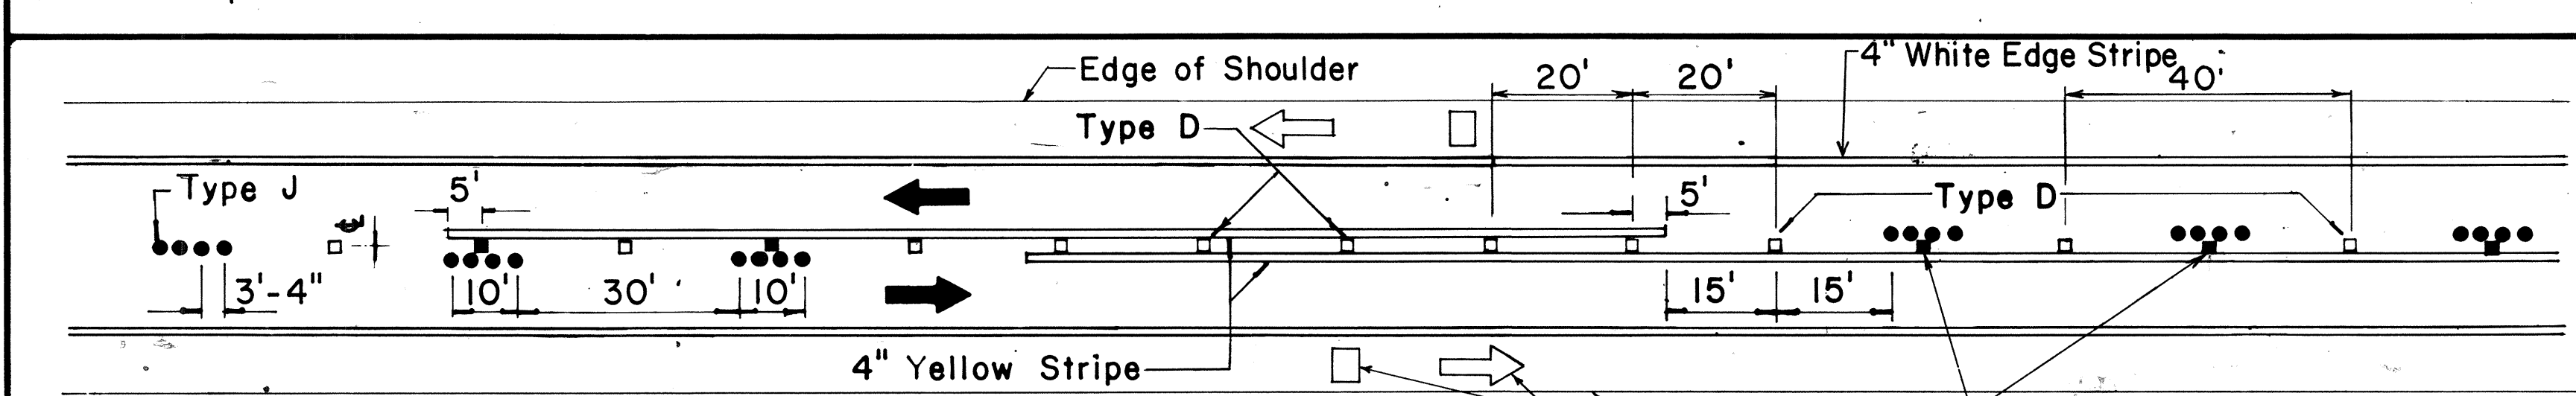 4" White Edge Stripe
Edge of Shoulder
20'
20'
40'
Type D
Type J
5'
5'
Type D
℄
3'-4"
10'
30'
10'
15'
15'
4" Yellow Stripe